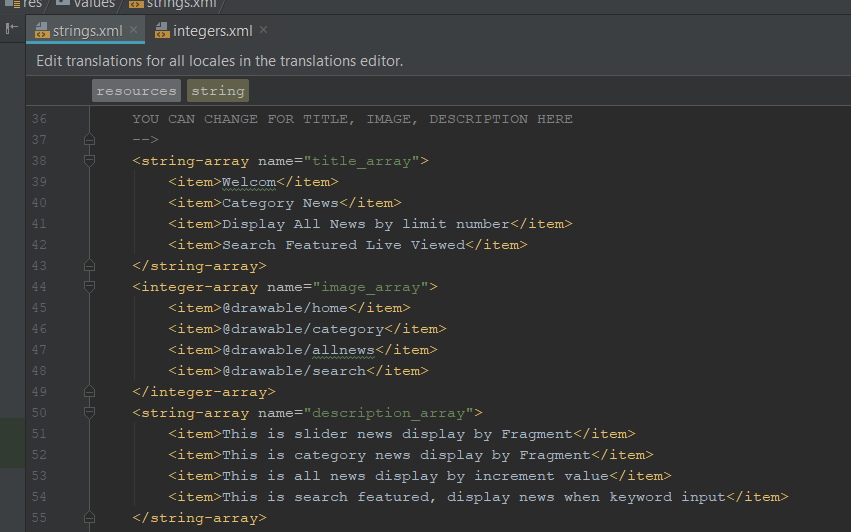 res values strings.xml
strings.xml × integers.xml ×
Edit translations for all locales in the translations editor.
resources string
36 YOU CAN CHANGE FOR TITLE, IMAGE, DESCRIPTION HERE
37 -->
38 <string-array name="title_array">
39 <item>Welcom</item>
40 <item>Category News</item>
41 <item>Display All News by limit number</item>
42 <item>Search Featured Live Viewed</item>
43 </string-array>
44 <integer-array name="image_array">
45 <item>@drawable/home</item>
46 <item>@drawable/category</item>
47 <item>@drawable/allnews</item>
48 <item>@drawable/search</item>
49 </integer-array>
50 <string-array name="description_array">
51 <item>This is slider news display by Fragment</item>
52 <item>This is category news display by Fragment</item>
53 <item>This is all news display by increment value</item>
54 <item>This is search featured, display news when keyword input</item>
55 </string-array>